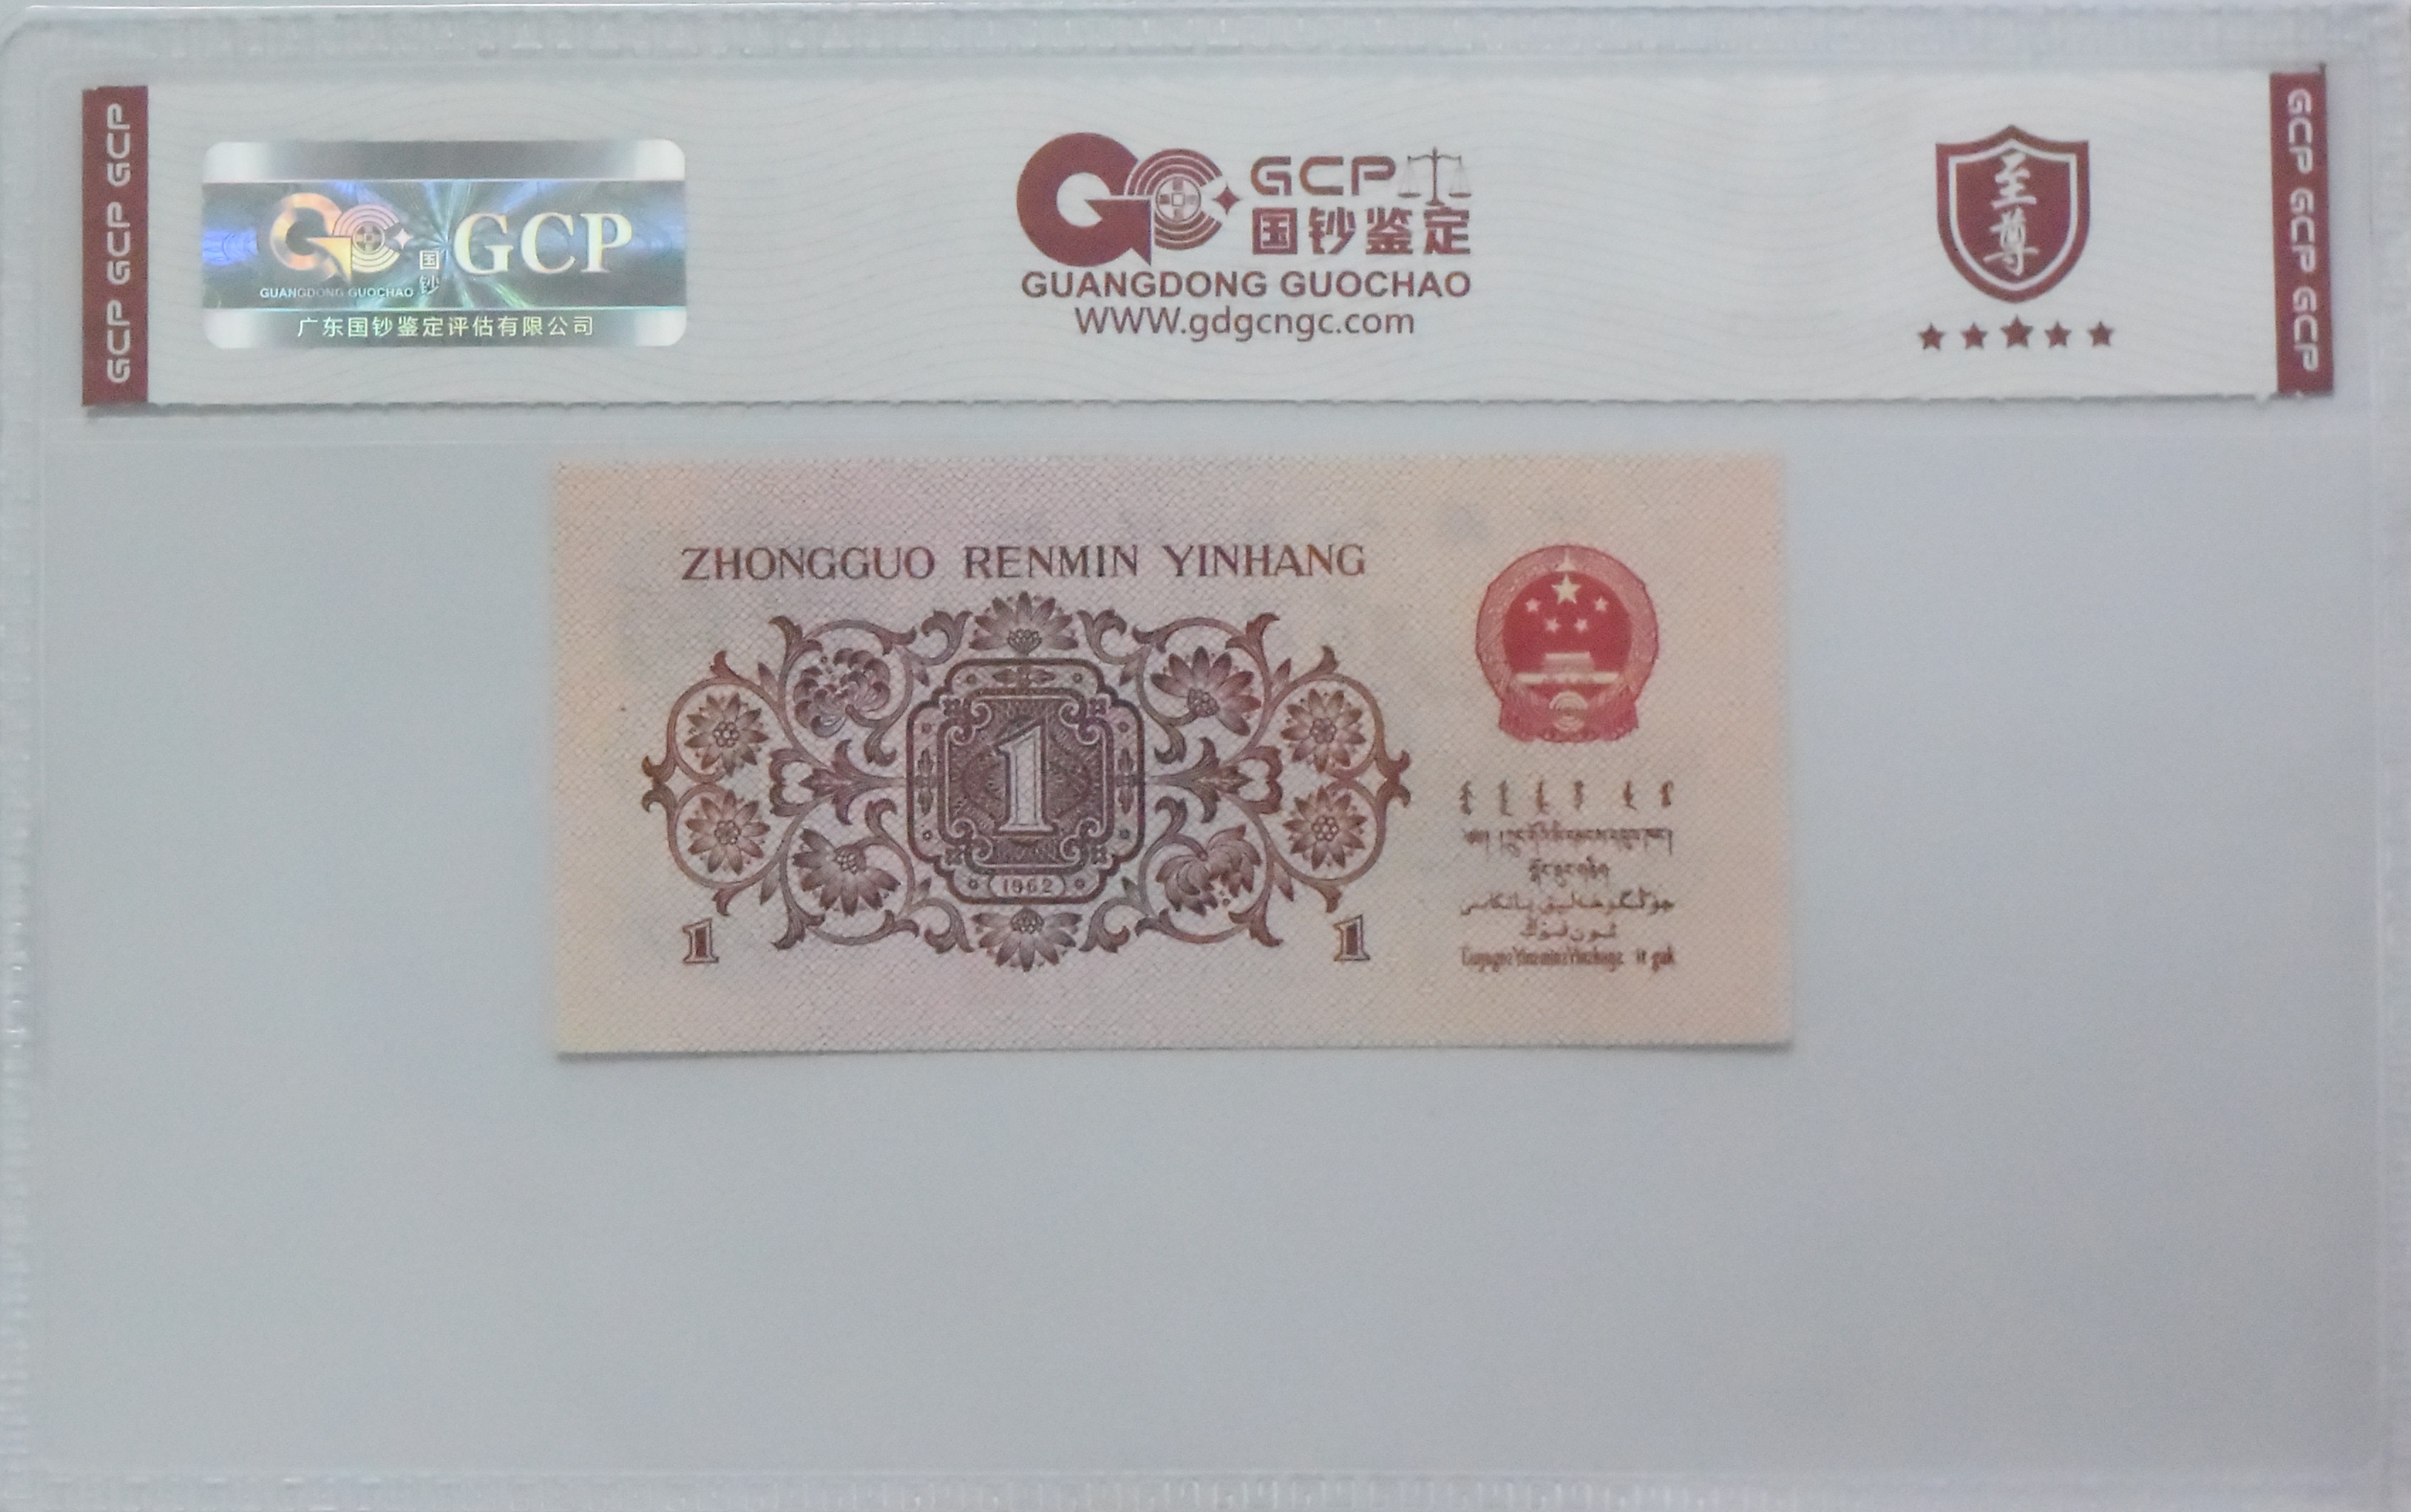 GCP GCP GCP
国钞
GCP
GUANGDONG GUOCHAO
广东国钞鉴定评估有限公司
GCP
国钞鉴定
GUANGDONG GUOCHAO
WWW.gdgcngc.com
至尊
GCP GCP GCP
ZHONGGUO RENMIN YINHANG
1
1962
1
1